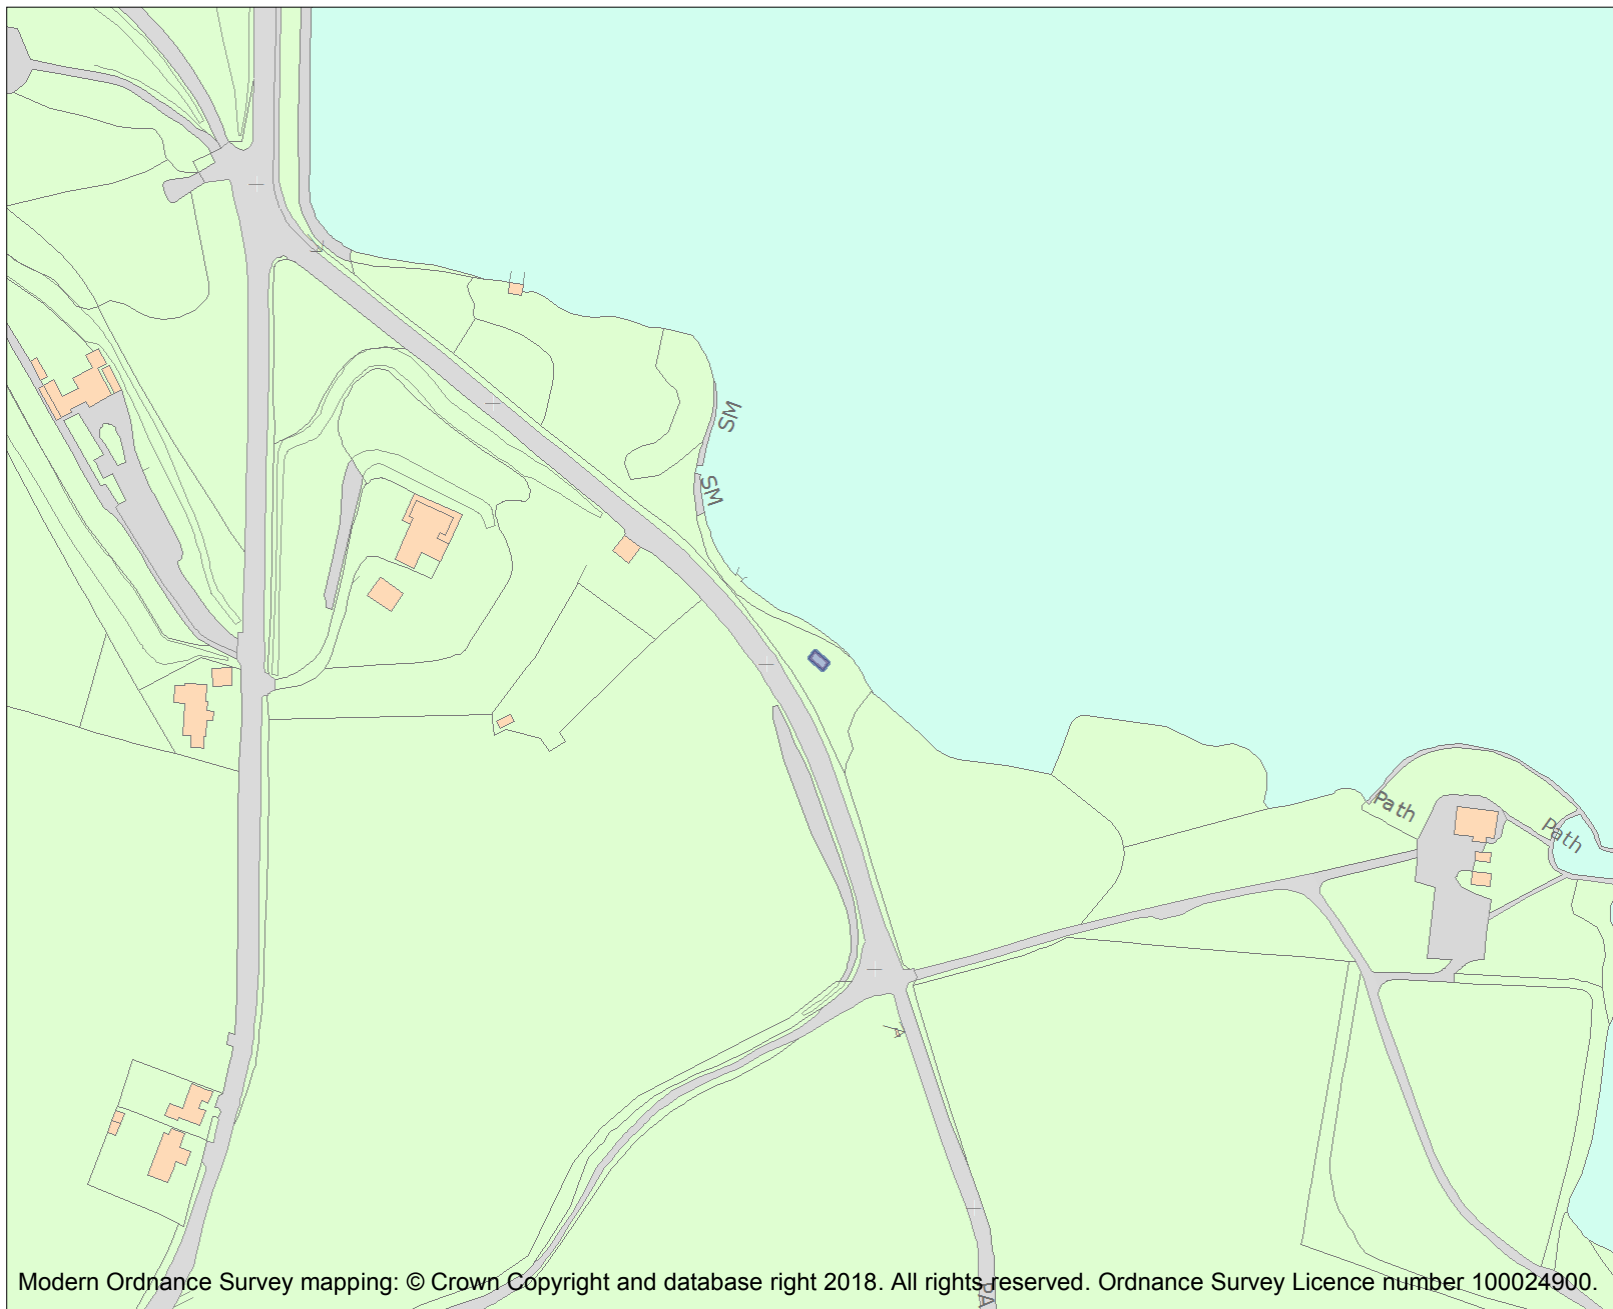 SM
SM
Path
Path
PA
Modern Ordnance Survey mapping: © Crown Copyright and database right 2018. All rights reserved. Ordnance Survey Licence number 100024900.